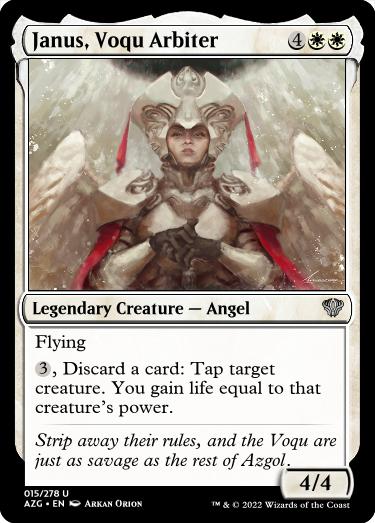 Janus, Voqu Arbiter 4
Legendary Creature — Angel
Flying
3, Discard a card: Tap target
creature. You gain life equal to that
creature's power.
Strip away their rules, and the Voqu are
just as savage as the rest of Azgol.
4/4
015/278 U
AZG • EN Arkan Orion
™ & © 2022 Wizards of the Coast